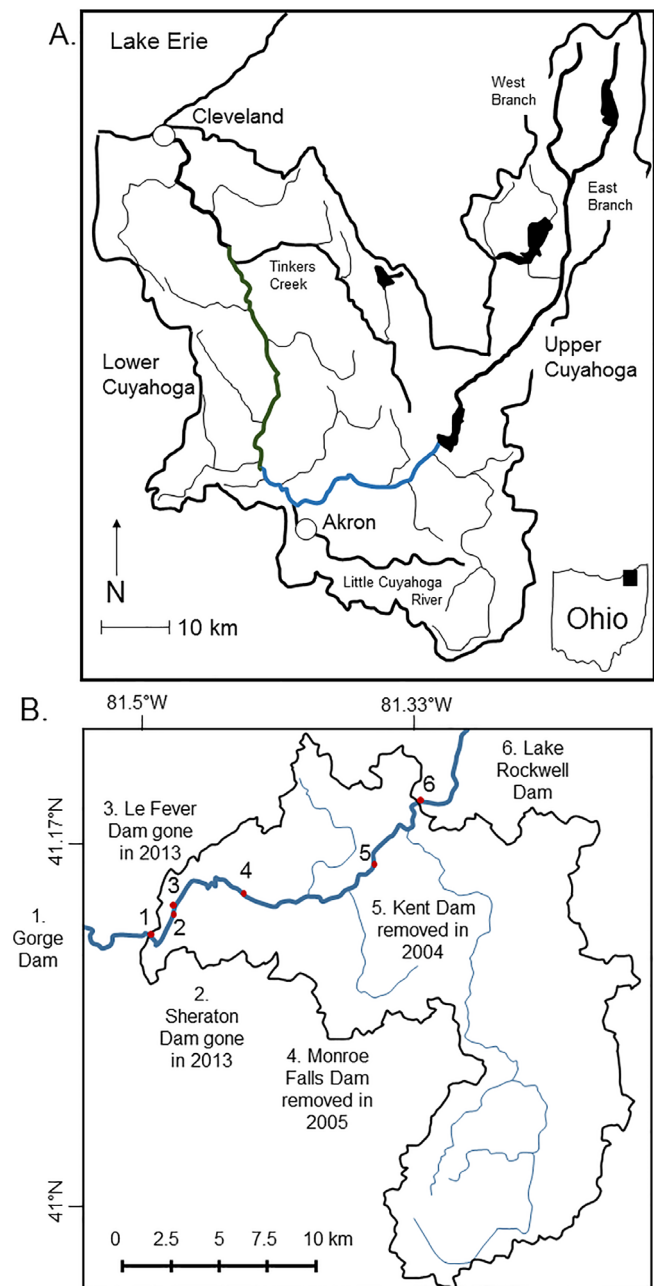 A.
Lake Erie
Cleveland
West
Branch
East
Branch
Tinkers
Creek
Lower
Cuyahoga
Upper
Cuyahoga
Akron
Little Cuyahoga
River
N
10 km
Ohio
B.
81.5°W
81.33°W
41.17°N
41°N
6. Lake
Rockwell
Dam
6
3. Le Fever
Dam gone
in 2013
5
4
3
1
2
1.
Gorge
Dam
5. Kent Dam
removed in
2004
2.
Sheraton
Dam gone
in 2013
4. Monroe
Falls Dam
removed in
2005
0 2.5 5 7.5 10 km